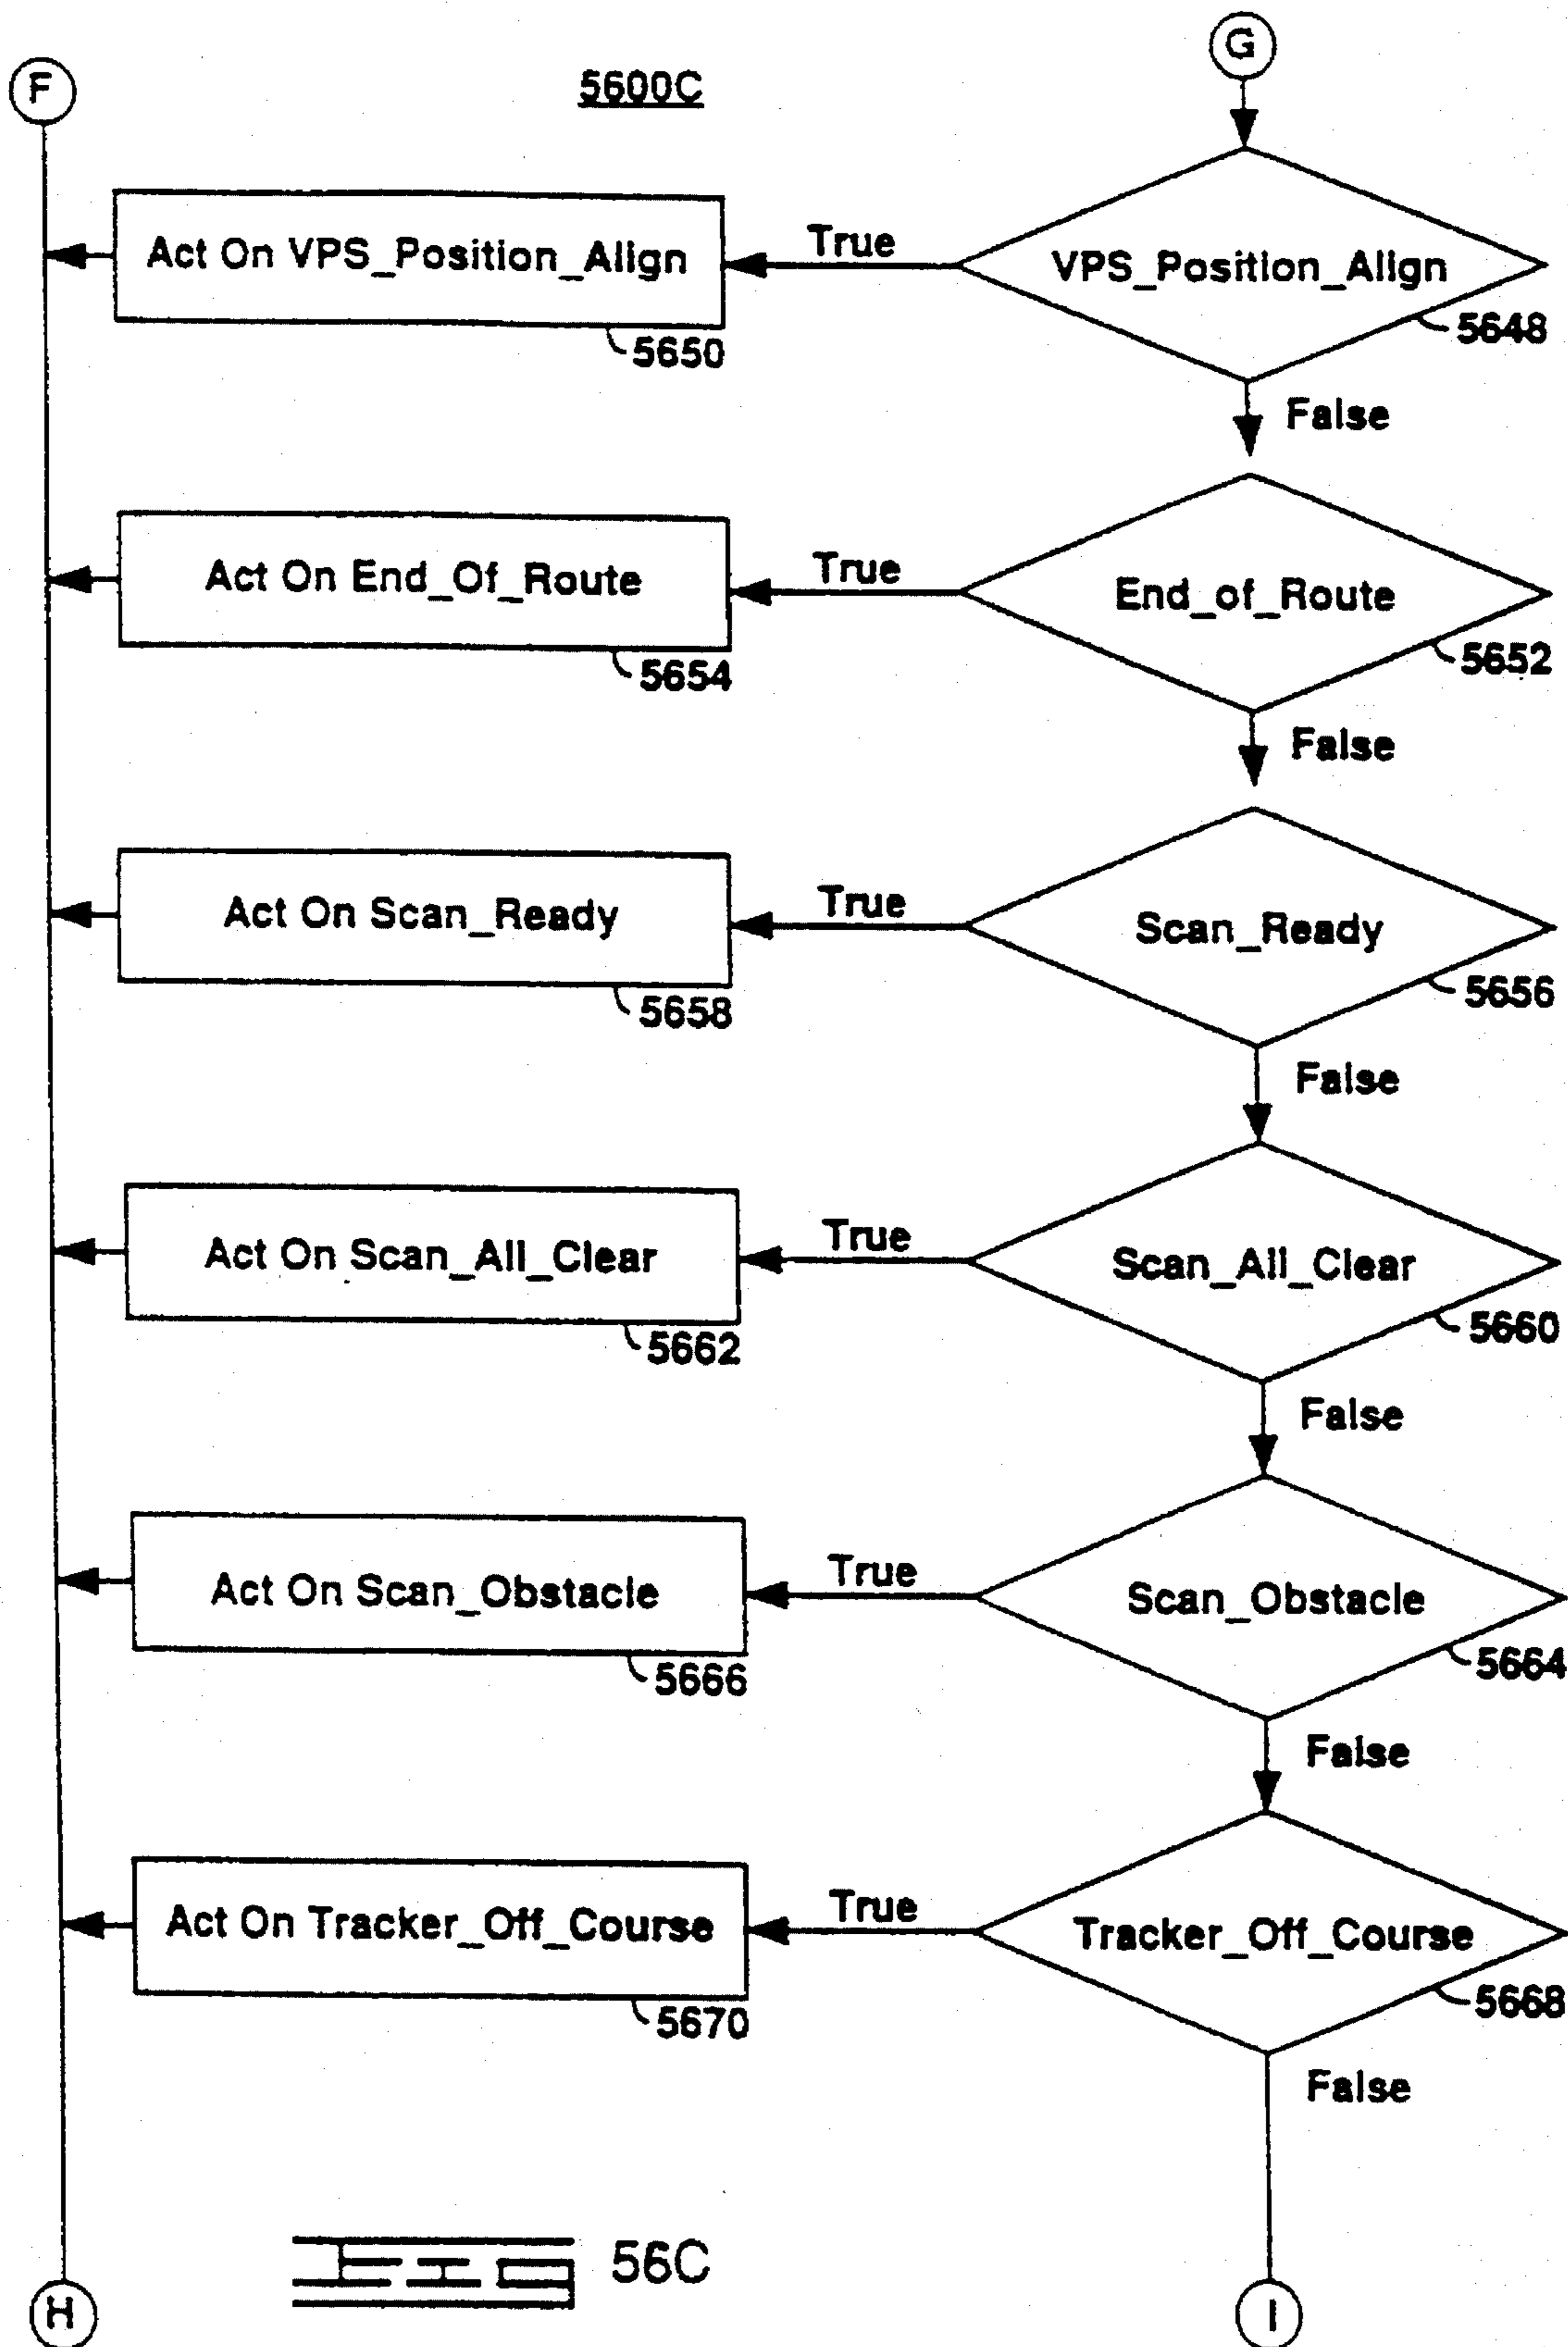 G
F
5600C
Act On VPS_Position_Align
True
VPS_Position_Align
5648
5650
False
Act On End_Of_Route
True
End_of_Route
5652
5654
False
Act On Scan_Ready
True
Scan_Ready
5656
5658
False
Act On Scan_All_Clear
True
Scan_All_Clear
5660
5662
False
Act On Scan_Obstacle
True
Scan_Obstacle
5664
5666
False
Act On Tracker_Off_Course
True
Tracker_Off_Course
5668
5670
False
FIG 56C
H
I